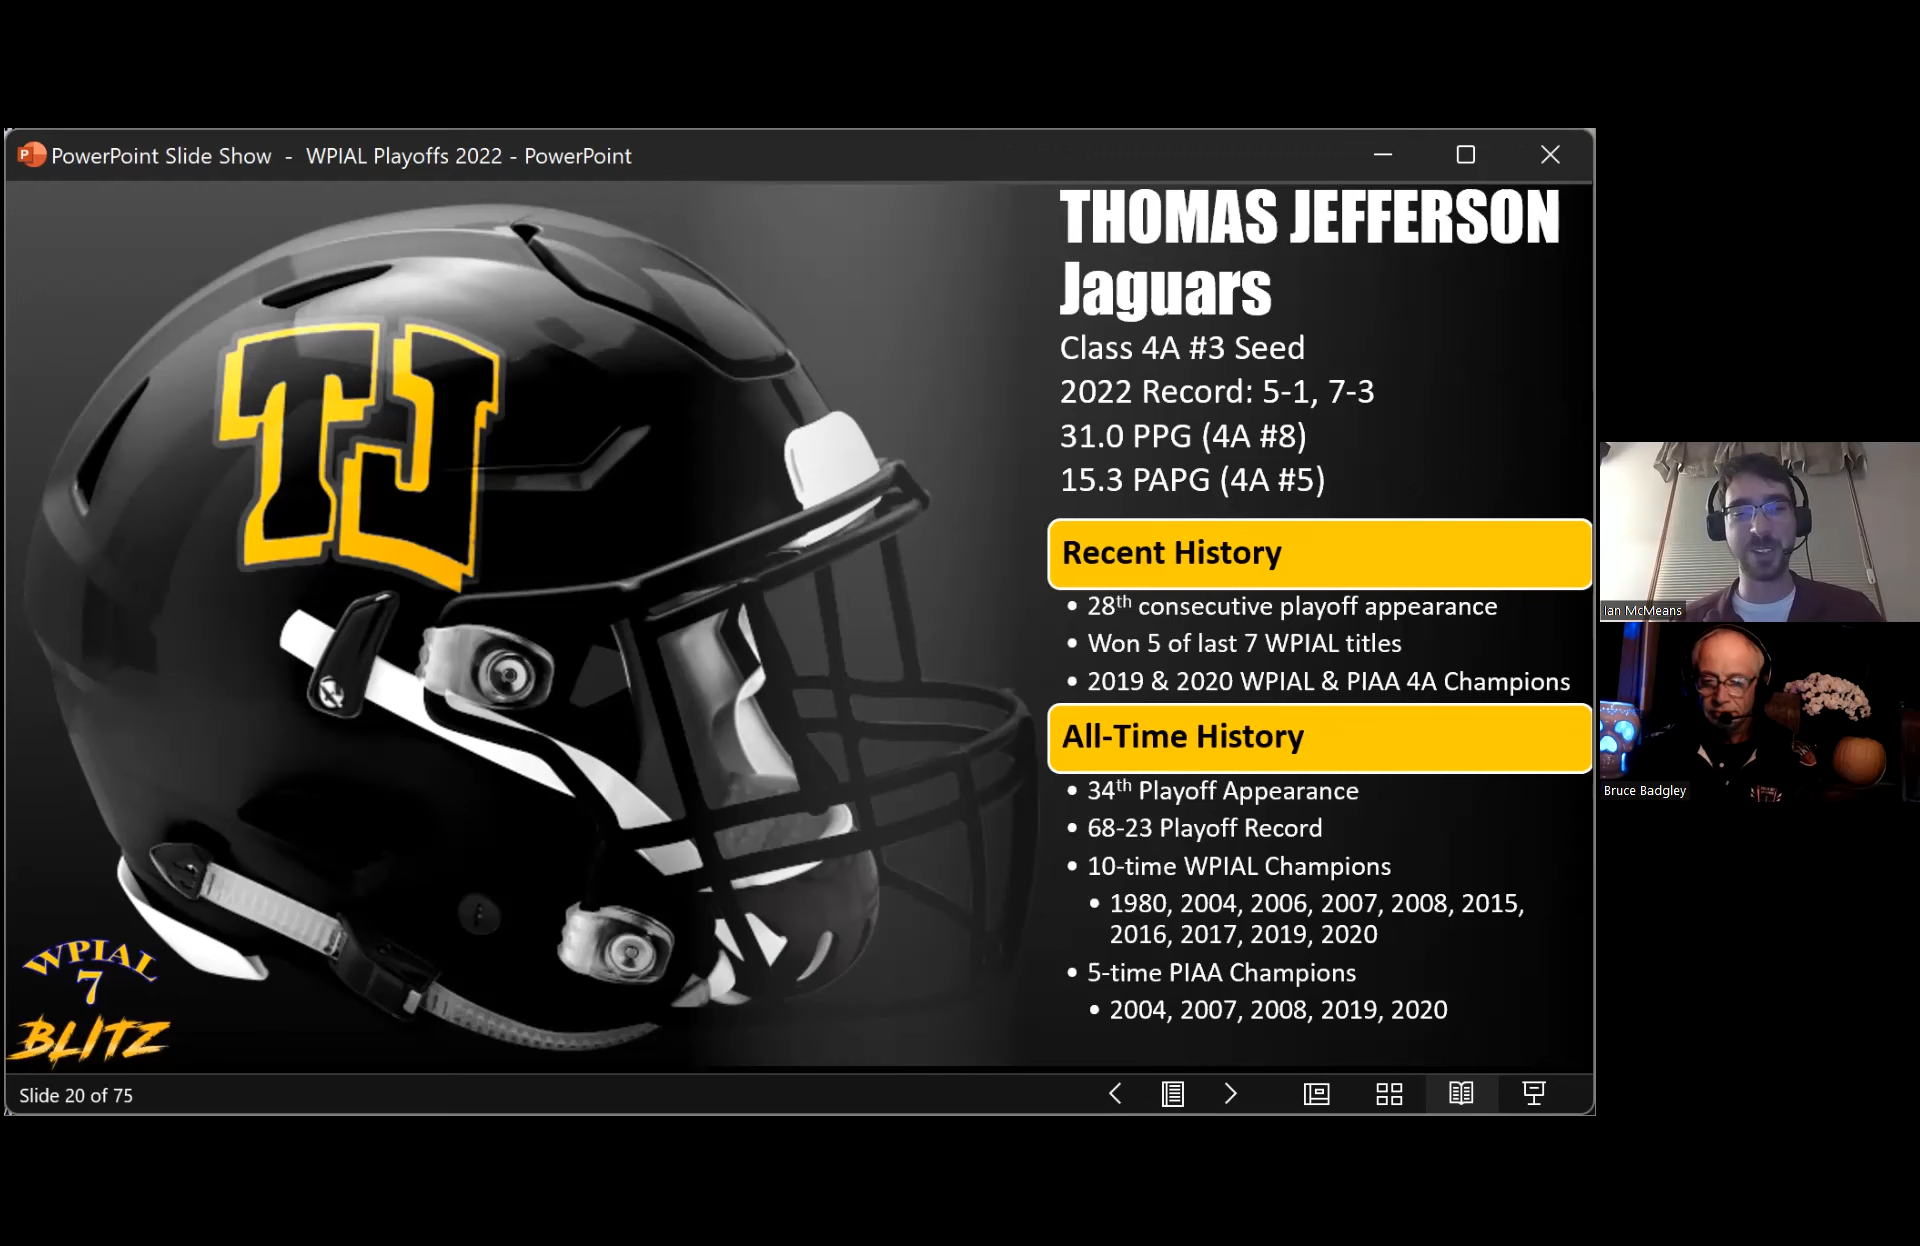 PowerPoint Slide Show - WPIAL Playoffs 2022 - PowerPoint
TJ
THOMAS JEFFERSON
Jaguars
Class 4A #3 Seed
2022 Record: 5-1, 7-3
31.0 PPG (4A #8)
15.3 PAPG (4A #5)
Recent History
• 28th consecutive playoff appearance
• Won 5 of last 7 WPIAL titles
• 2019 & 2020 WPIAL & PIAA 4A Champions
All-Time History
• 34th Playoff Appearance
• 68-23 Playoff Record
• 10-time WPIAL Champions
• 1980, 2004, 2006, 2007, 2008, 2015,
2016, 2017, 2019, 2020
• 5-time PIAA Champions
• 2004, 2007, 2008, 2019, 2020
WPIAL
7
BLITZ
Slide 20 of 75
Ian McMeans
Bruce Badgley